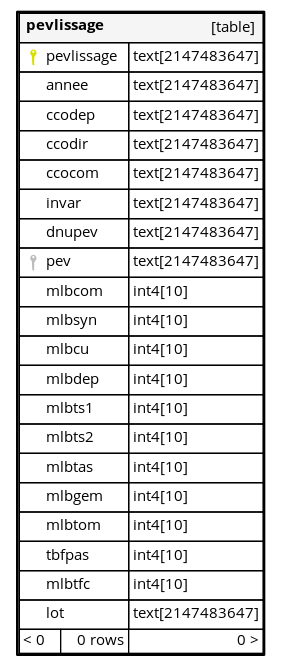 pevlissage [table]
pevlissage text[2147483647]
annee text[2147483647]
ccodep text[2147483647]
ccodir text[2147483647]
ccocom text[2147483647]
invar text[2147483647]
dnupev text[2147483647]
pev text[2147483647]
mlbcom int4[10]
mlbsyn int4[10]
mlbcu int4[10]
mlbdep int4[10]
mlbts1 int4[10]
mlbts2 int4[10]
mlbtas int4[10]
mlbgem int4[10]
mlbtom int4[10]
tbfpas int4[10]
mlbtfc int4[10]
lot text[2147483647]
< 0 0 rows 0 >